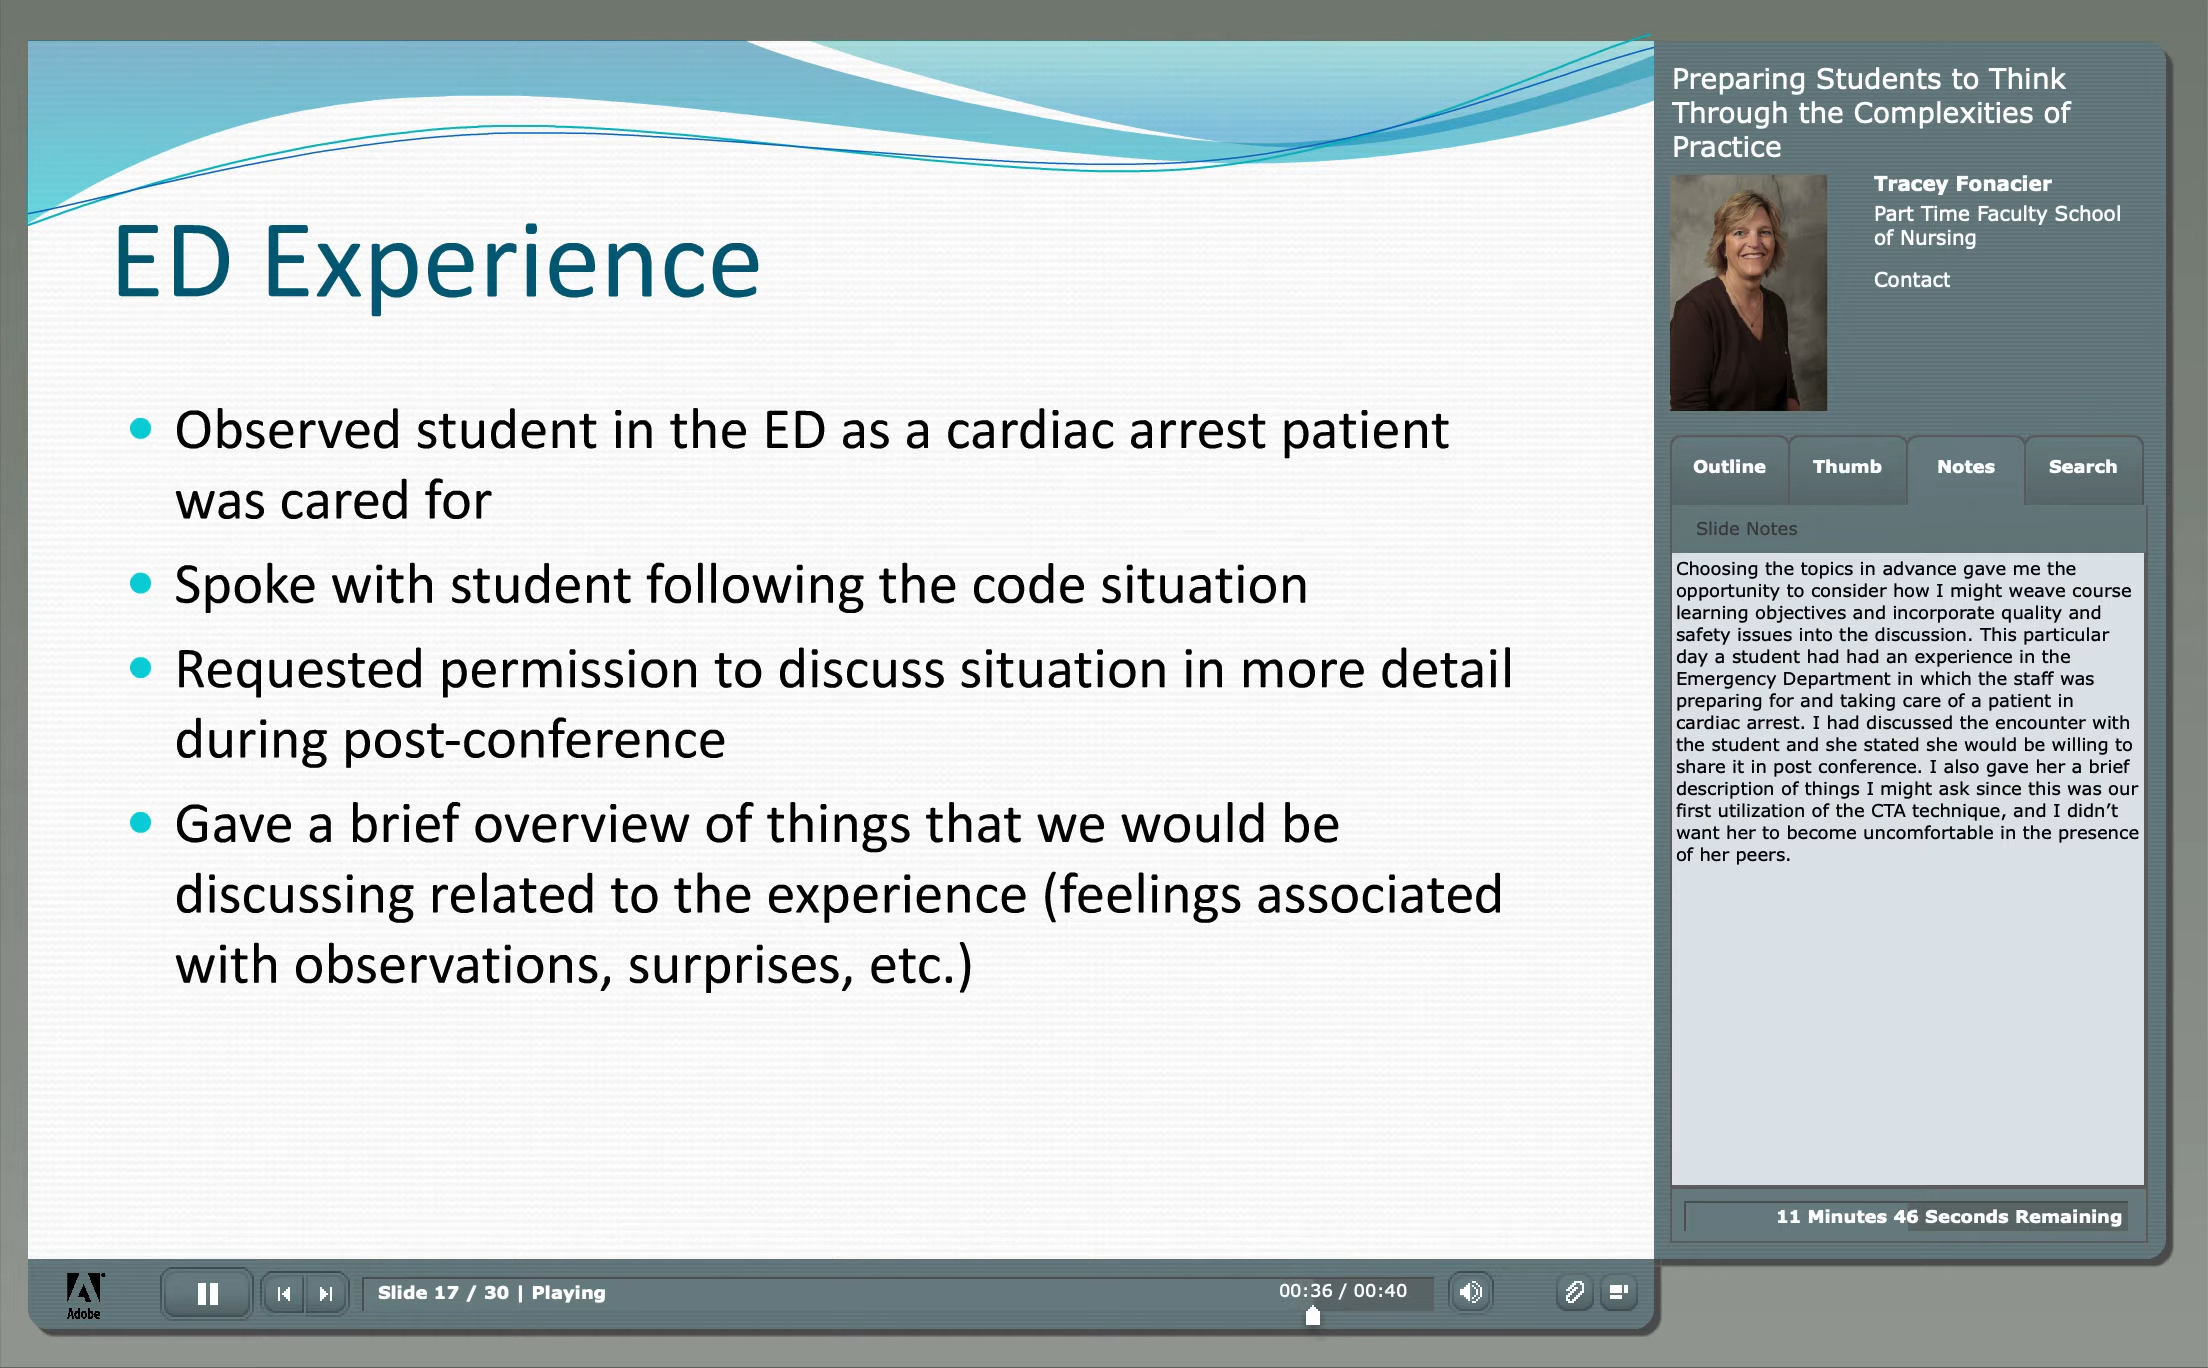 ED Experience
Observed student in the ED as a cardiac arrest patient
was cared for
Spoke with student following the code situation
Requested permission to discuss situation in more detail
during post-conference
Gave a brief overview of things that we would be
discussing related to the experience (feelings associated
with observations, surprises, etc.)
Preparing Students to Think
Through the Complexities of
Practice
Tracey Fonacier
Part Time Faculty School
of Nursing
Contact
Outline Thumb Notes Search
Slide Notes
Choosing the topics in advance gave me the
opportunity to consider how I might weave course
learning objectives and incorporate quality and
safety issues into the discussion. This particular
day a student had had an experience in the
Emergency Department in which the staff was
preparing for and taking care of a patient in
cardiac arrest. I had discussed the encounter with
the student and she stated she would be willing to
share it in post conference. I also gave her a brief
description of things I might ask since this was our
first utilization of the CTA technique, and I didn’t
want her to become uncomfortable in the presence
of her peers.
11 Minutes 46 Seconds Remaining
Adobe
Slide 17 / 30 | Playing
00:36 / 00:40